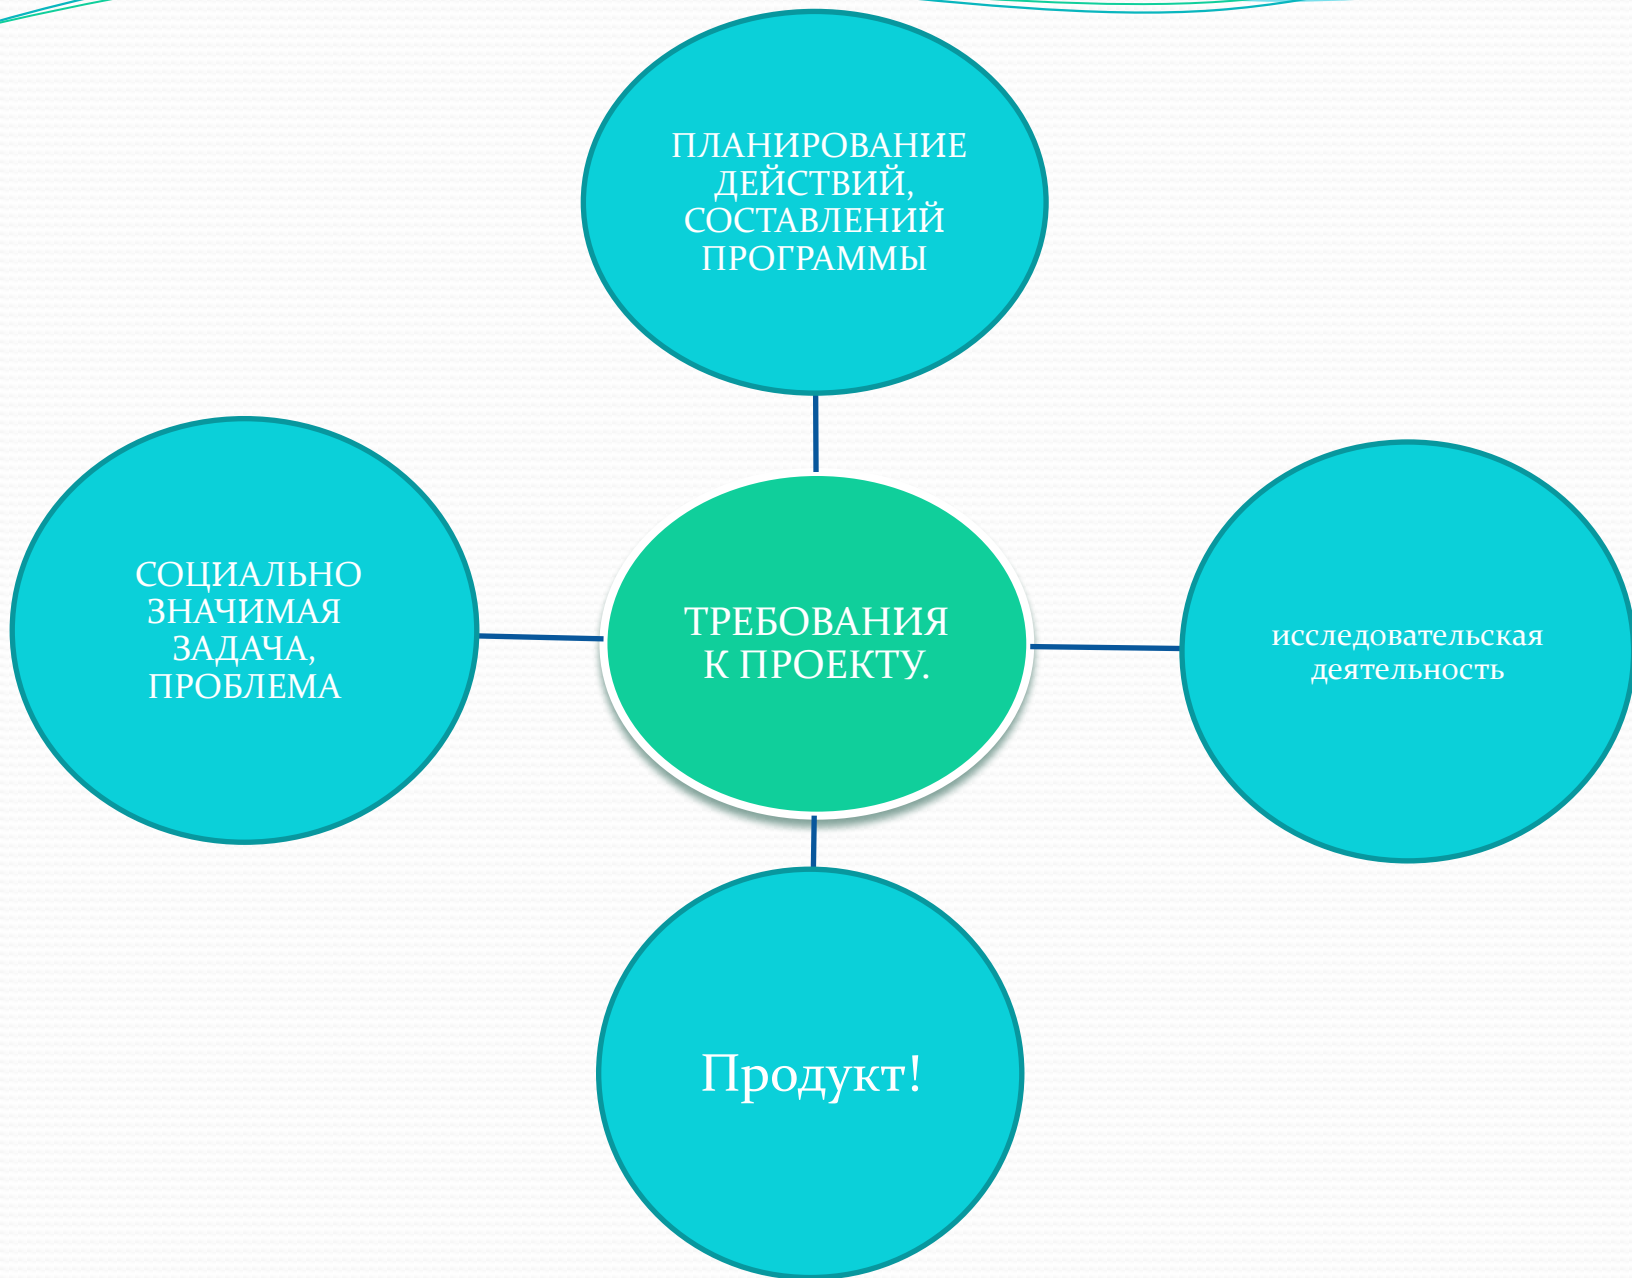 ПЛАНИРОВАНИЕ
ДЕЙСТВИЙ,
СОСТАВЛЕНИЙ
ПРОГРАММЫ
СОЦИАЛЬНО
ЗНАЧИМАЯ
ЗАДАЧА,
ПРОБЛЕМА
ТРЕБОВАНИЯ
К ПРОЕКТУ.
исследовательская
деятельность
Продукт!